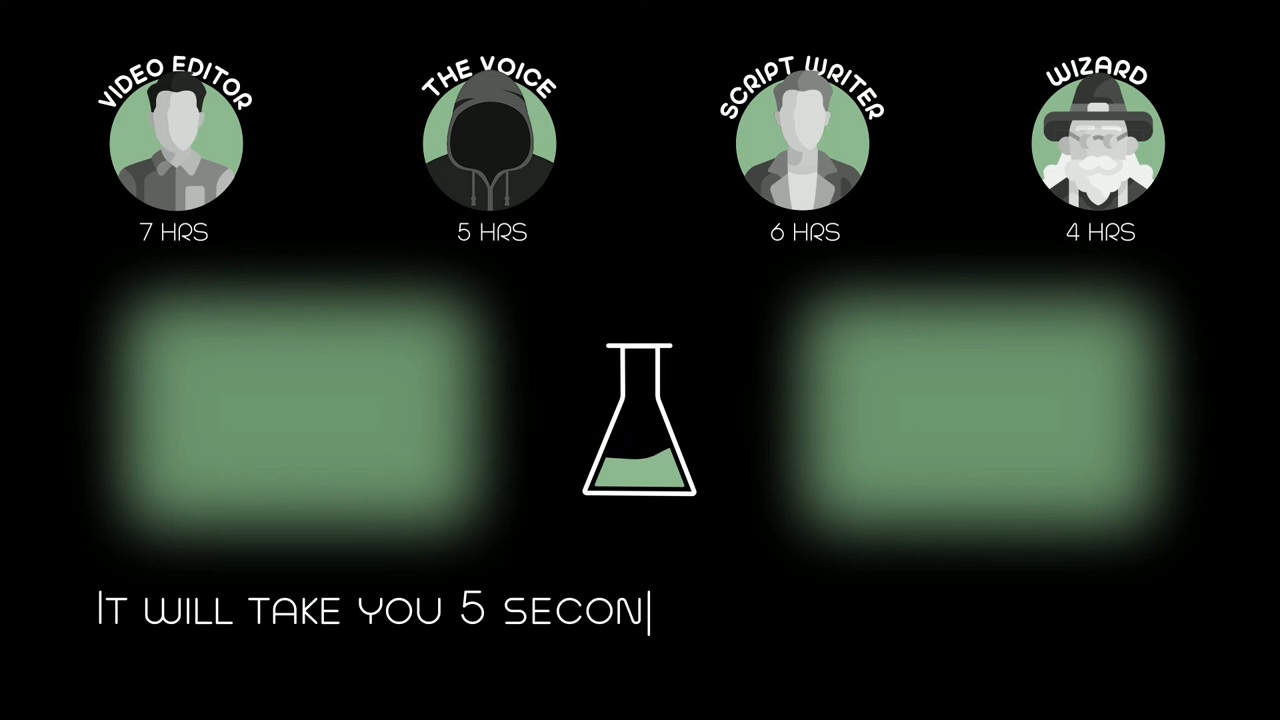 VIDEO EDITOR
THE VOICE
SCRIPT WRITER
WIZARD
7 HRS
5 HRS
6 HRS
4 HRS
IT WILL TAKE YOU 5 SECON